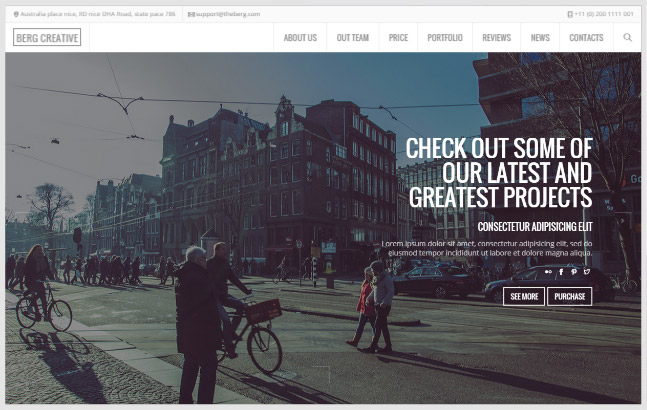 Australia place nice, RD nice DHA Road, slate pace 786
support@theberg.com
+11 (0) 200 1111 001
BERG CREATIVE
ABOUT US
OUT TEAM
PRICE
PORTFOLIO
REVIEWS
NEWS
CONTACTS
CHECK OUT SOME OF
OUR LATEST AND
GREATEST PROJECTS
CONSECTETUR ADIPISICING ELIT
Lorem ipsum dolor sit amet, consectetur adipisicing elit, sed do
eiusmod tempor incididunt ut labore et dolore magna aliqua.
SEE MORE
PURCHASE